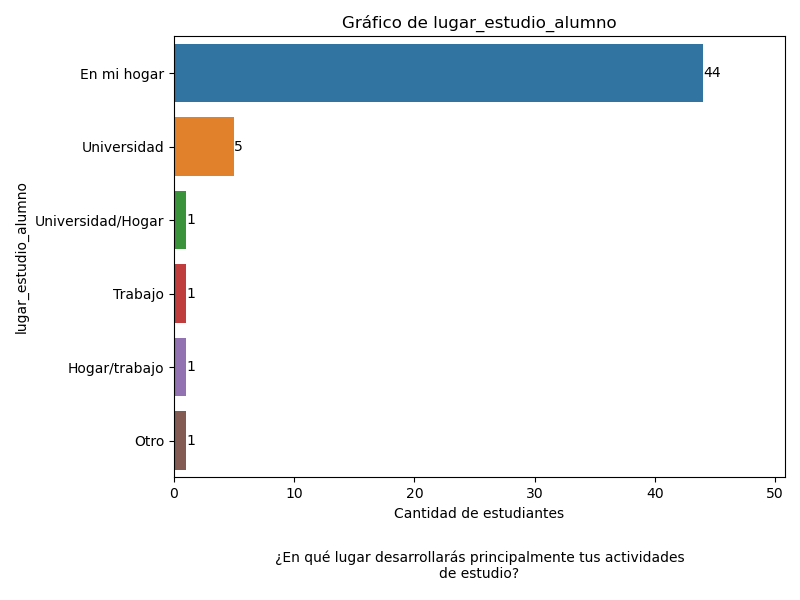 Gráfico de lugar_estudio_alumno
En mi hogar
44
Universidad
5
Universidad/Hogar
1
Trabajo
1
Hogar/trabajo
1
Otro
1
lugar_estudio_alumno
0 10 20 30 40 50
Cantidad de estudiantes
¿En qué lugar desarrollarás principalmente tus actividades
de estudio?